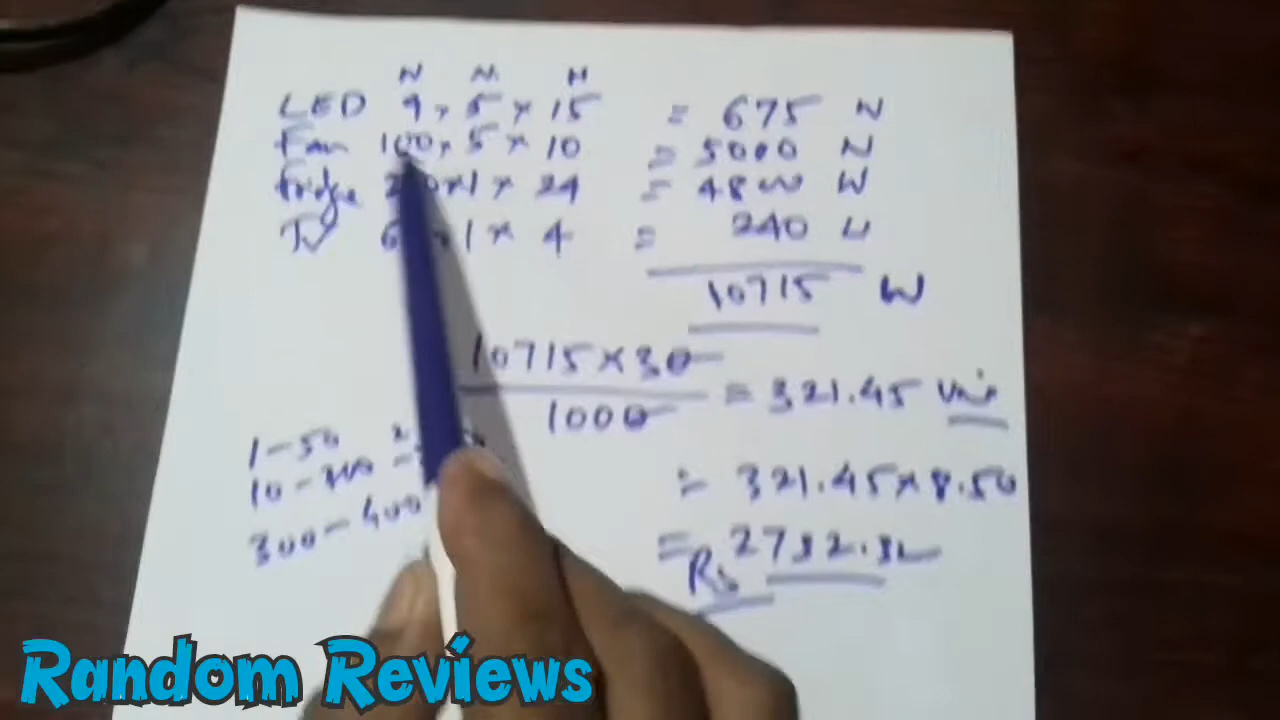 N N. H
LED 9 × 5 × 15 = 675 W
Fan 100 × 5 × 10 = 5000 W
Fridge ×1 × 24 = 4800 W
TV 1 × 4 = 240 W
10715 W
10715 × 30
1000 = 321.45 Unit
1 - 50
10 - 300 -
300 - 400
= 321.45 × 8.50
= 2732.32
Rs
Random Reviews